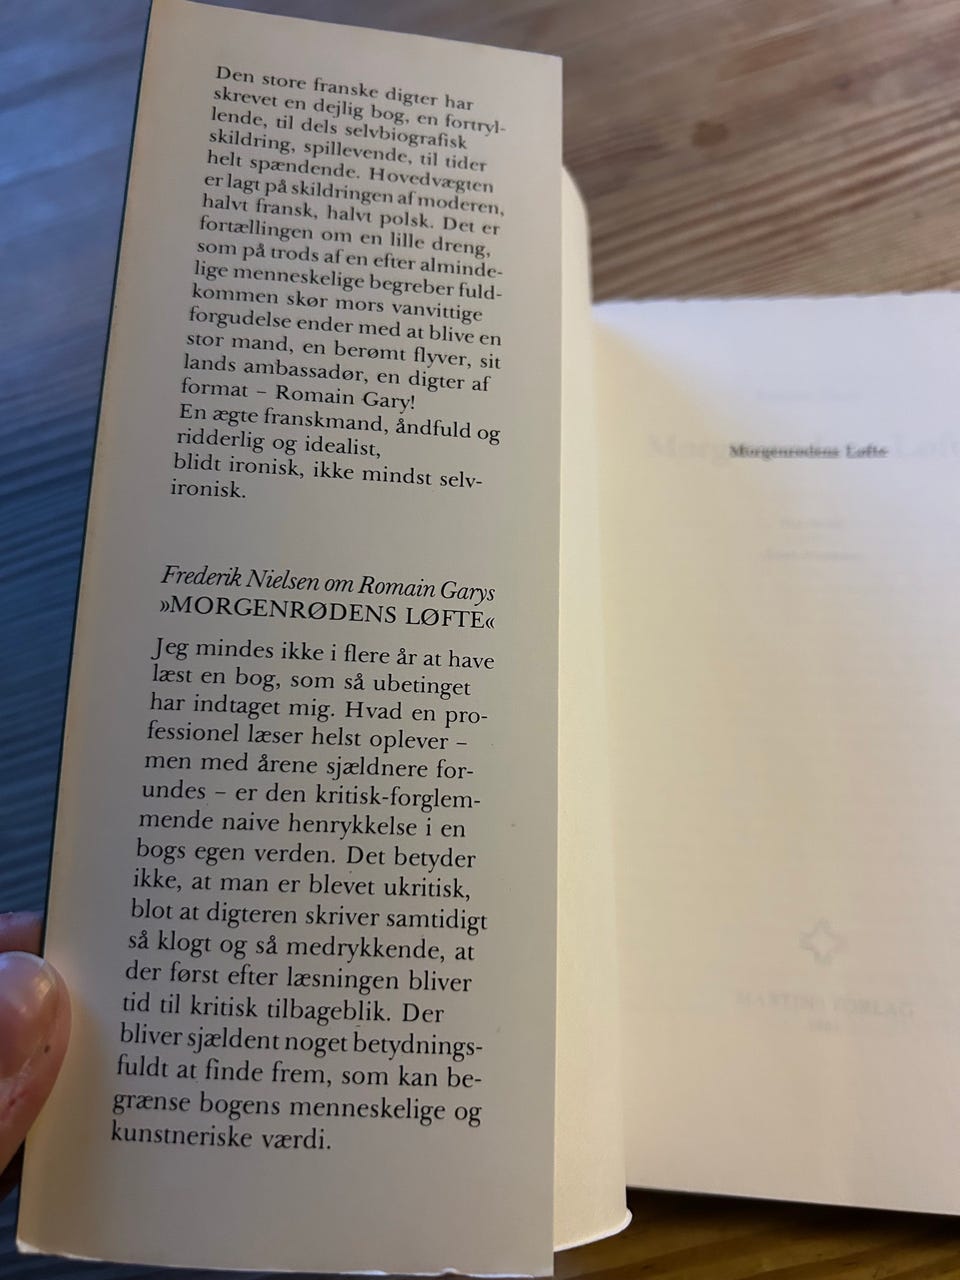 Den store franske digter har
skrevet en dejlig bog, en fortryl-
lende, til dels selvbiografisk
skildring, spillevende, til tider
helt spændende. Hovedvægten
er lagt på skildringen af moderen,
halvt fransk, halvt polsk. Det er
fortællingen om en lille dreng,
som på trods af en efter alminde-
lige menneskelige begreber fuld-
kommen skør mors vanvittige
forgudelse ender med at blive en
stor mand, en berømt flyver, sit
lands ambassadør, en digter af
format – Romain Gary!
En ægte franskmand, åndfuld og
ridderlig og idealist,
blidt ironisk, ikke mindst selv-
ironisk.
Frederik Nielsen om Romain Garys
»MORGENRØDENS LØFTE«
Jeg mindes ikke i flere år at have
læst en bog, som så ubetinget
har indtaget mig. Hvad en pro-
fessionel læser helst oplever –
men med årene sjældnere for-
undes – er den kritisk-forglem-
mende naive henrykkelse i en
bogs egen verden. Det betyder
ikke, at man er blevet ukritisk,
blot at digteren skriver samtidigt
så klogt og så medrykkende, at
der først efter læsningen bliver
tid til kritisk tilbageblik. Der
bliver sjældent noget betydnings-
fuldt at finde frem, som kan be-
grænse bogens menneskelige og
kunstneriske værdi.
Morgenrødens Løfte
MARTINS FORLAG